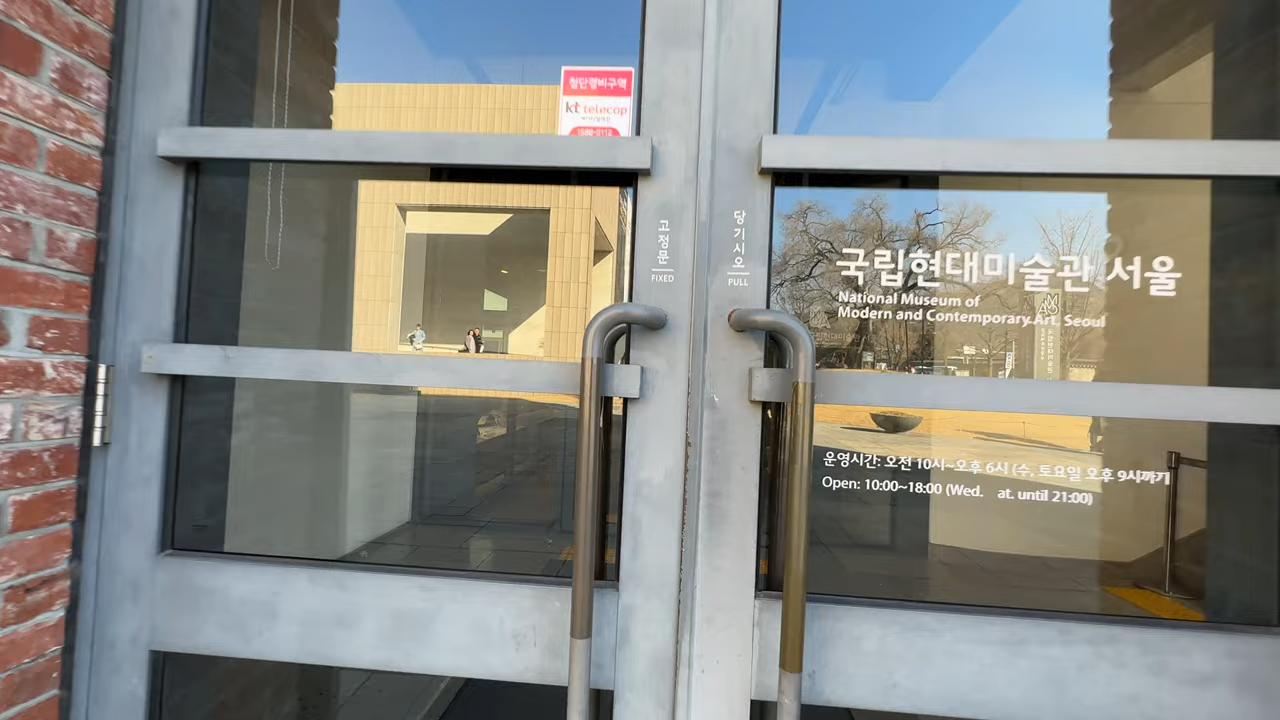 첨단경비구역
kt telecop
1588-0112
고정문
FIXED
당기시오
PULL
국립현대미술관 서울
National Museum of
Modern and Contemporary Art, Seoul
운영시간: 오전 10시~오후 6시 (수, 토요일 오후 9시까기
Open: 10:00~18:00 (Wed. at. until 21:00)